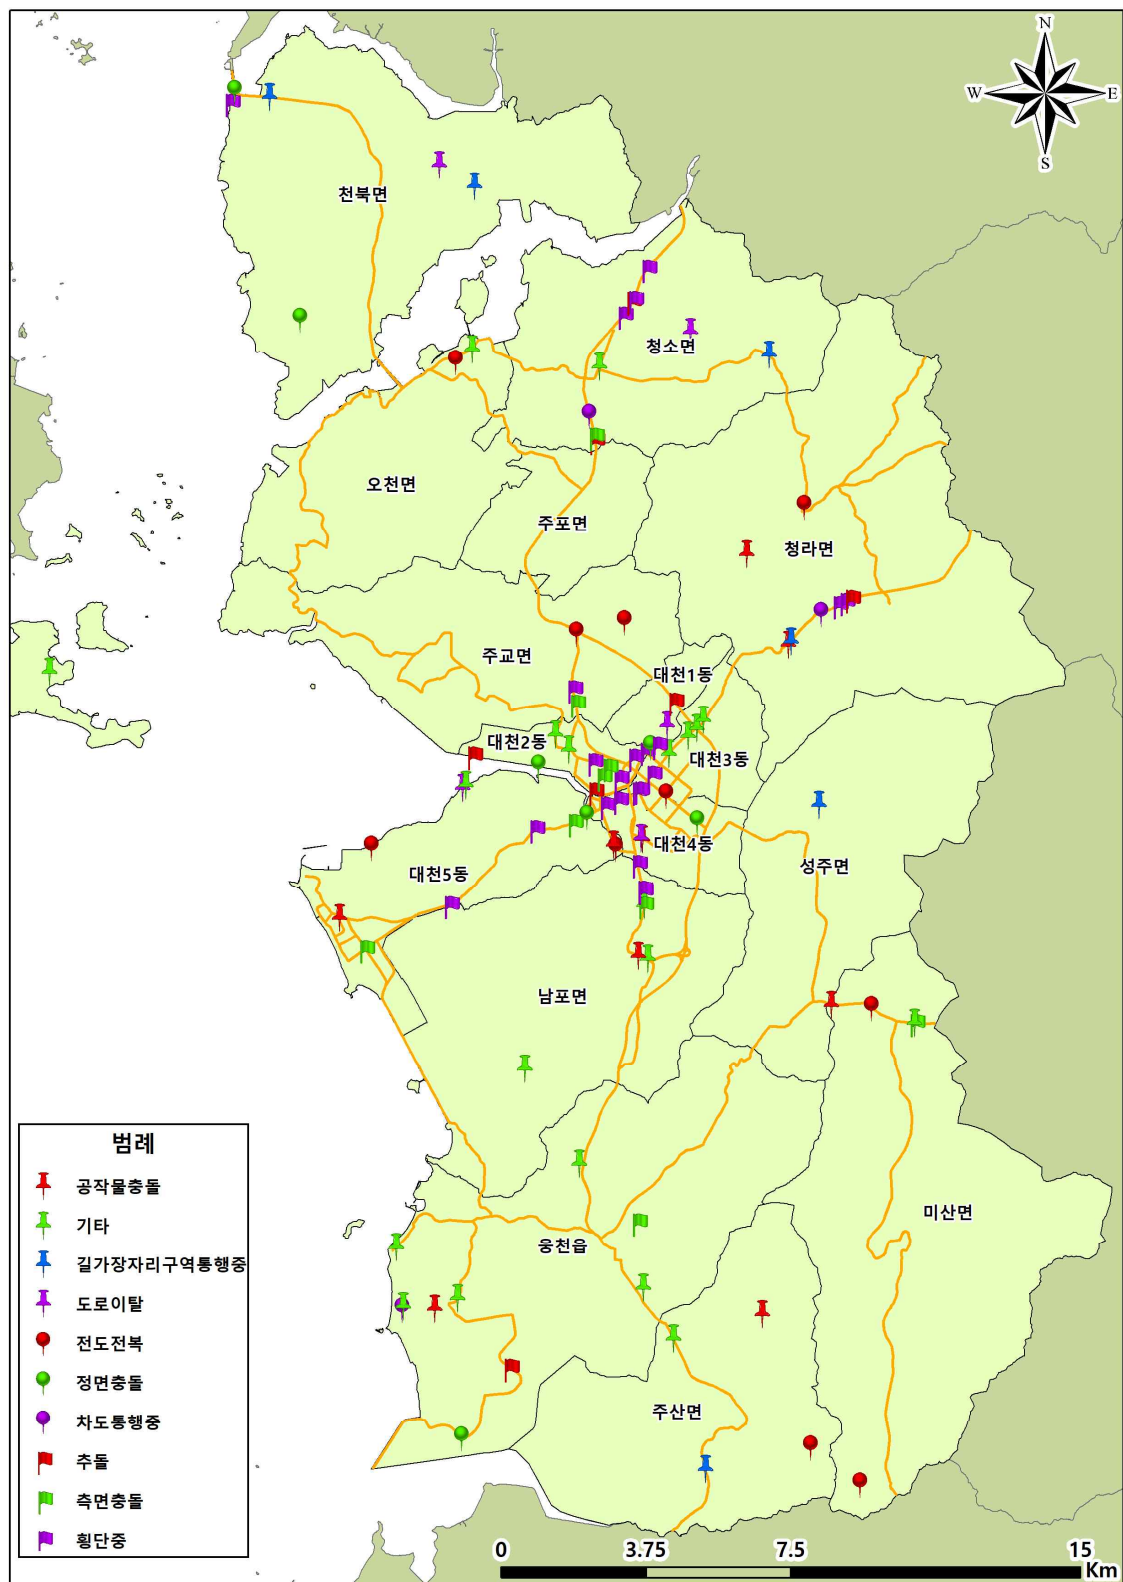 N
W
E
S
천북면
청소면
오천면
주포면
청라면
주교면
대천1동
대천2동
대천3동
대천4동
성주면
대천5동
남포면
미산면
웅천읍
주산면
범례
공작물충돌
기타
길가장자리구역통행중
도로이탈
전도전복
정면충돌
차도통행중
추돌
측면충돌
횡단중
0 3.75 7.5 15
Km